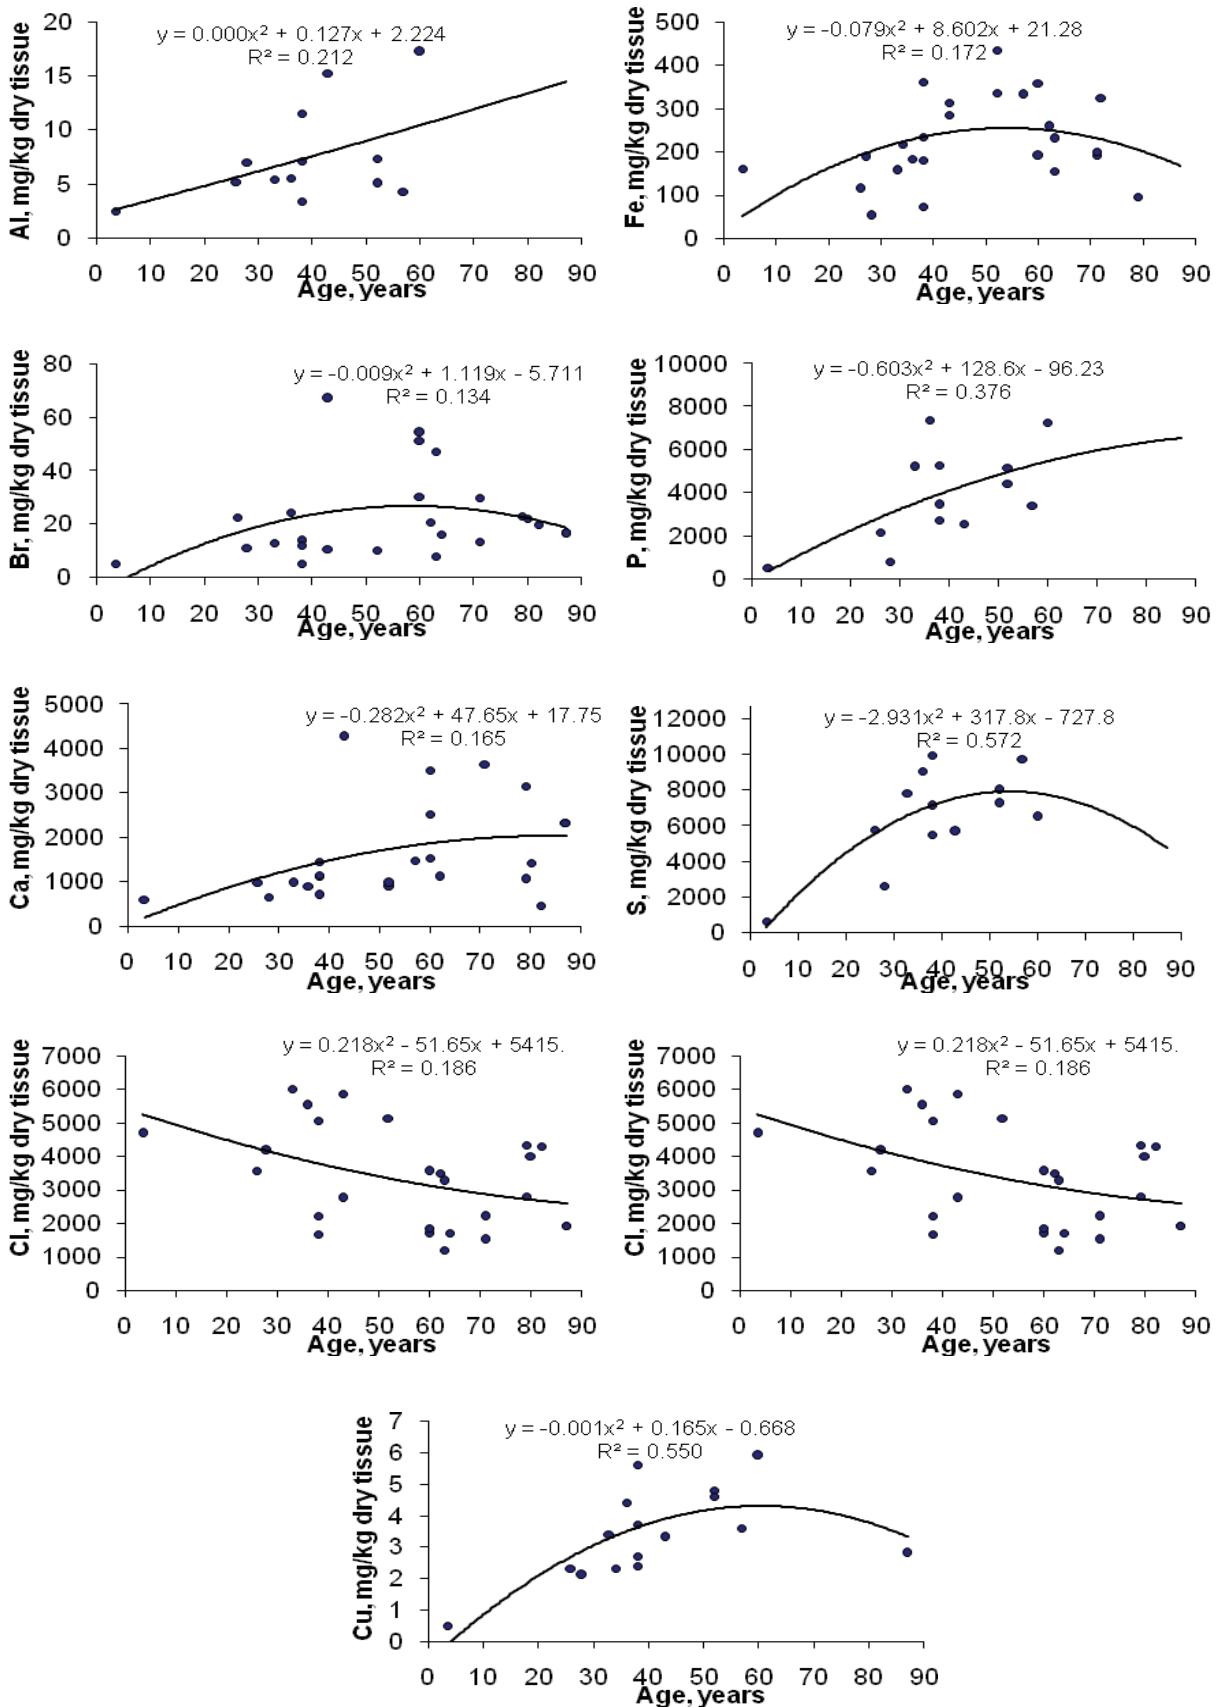 y = 0.000x² + 0.127x + 2.224
R² = 0.212
Al, mg/kg dry tissue
20
15
10
5
0
0 10 20 30 40 50 60 70 80 90
Age, years
y = -0.079x² + 8.602x + 21.28
R² = 0.172
Fe, mg/kg dry tissue
500
400
300
200
100
0
0 10 20 30 40 50 60 70 80 90
Age, years
y = -0.009x² + 1.119x - 5.711
R² = 0.134
Br, mg/kg dry tissue
80
60
40
20
0
0 10 20 30 40 50 60 70 80 90
Age, years
y = -0.603x² + 128.6x - 96.23
R² = 0.376
P, mg/kg dry tissue
10000
8000
6000
4000
2000
0
0 10 20 30 40 50 60 70 80 90
Age, years
y = -0.282x² + 47.65x + 17.75
R² = 0.165
Ca, mg/kg dry tissue
5000
4000
3000
2000
1000
0
0 10 20 30 40 50 60 70 80 90
Age, years
y = -2.931x² + 317.8x - 727.8
R² = 0.572
S, mg/kg dry tissue
12000
10000
8000
6000
4000
2000
0
0 10 20 30 40 50 60 70 80 90
Age, years
y = 0.218x² - 51.65x + 5415.
R² = 0.186
Cl, mg/kg dry tissue
7000
6000
5000
4000
3000
2000
1000
0
0 10 20 30 40 50 60 70 80 90
Age, years
y = 0.218x² - 51.65x + 5415.
R² = 0.186
Cl, mg/kg dry tissue
7000
6000
5000
4000
3000
2000
1000
0
0 10 20 30 40 50 60 70 80 90
Age, years
y = -0.001x² + 0.165x - 0.668
R² = 0.550
Cu, mg/kg dry tissue
7
6
5
4
3
2
1
0
0 10 20 30 40 50 60 70 80 90
Age, years